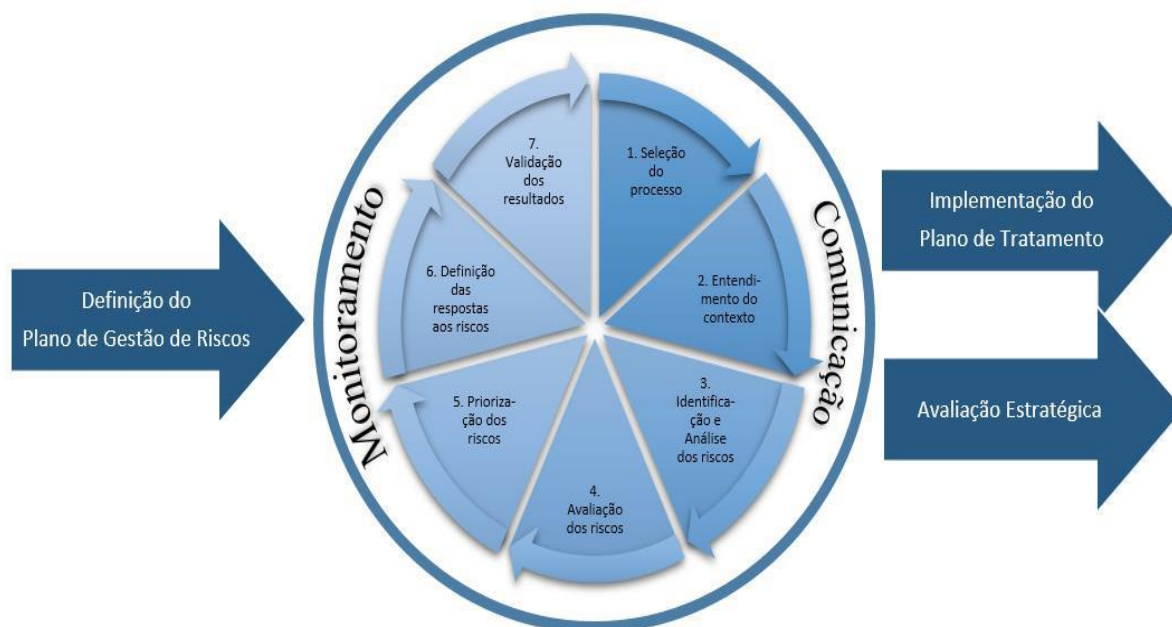 Definição do
Plano de Gestão de Riscos
Monitoramento
1. Seleção
do
processo
2. Entendi-
mento do
contexto
3.
Identifica-
ção e
Análise
dos riscos
4.
Avaliação
dos riscos
5. Prioriza-
ção dos
riscos
6. Definição
das
respostas
aos riscos
7.
Validação
dos
resultados
Comunicação
Implementação do
Plano de Tratamento
Avaliação Estratégica